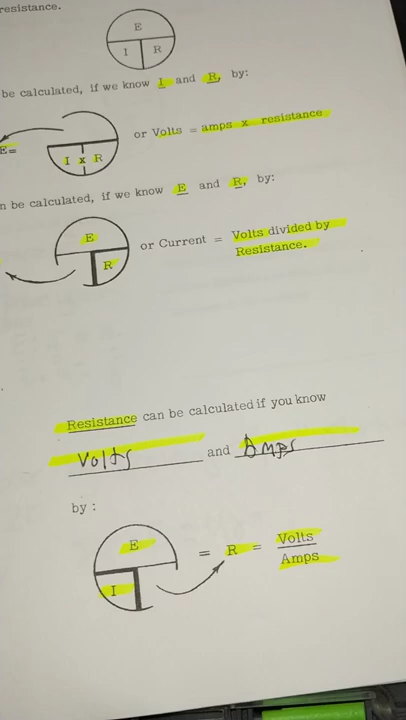 resistance.
E
I R
be calculated, if we know I and R, by:
E=
I x R
or Volts = amps x resistance
n be calculated, if we know E and R, by:
E
R
or Current = Volts divided by
Resistance.
Resistance can be calculated if you know
Volts and Amps
by :
E
I
= R = Volts
Amps